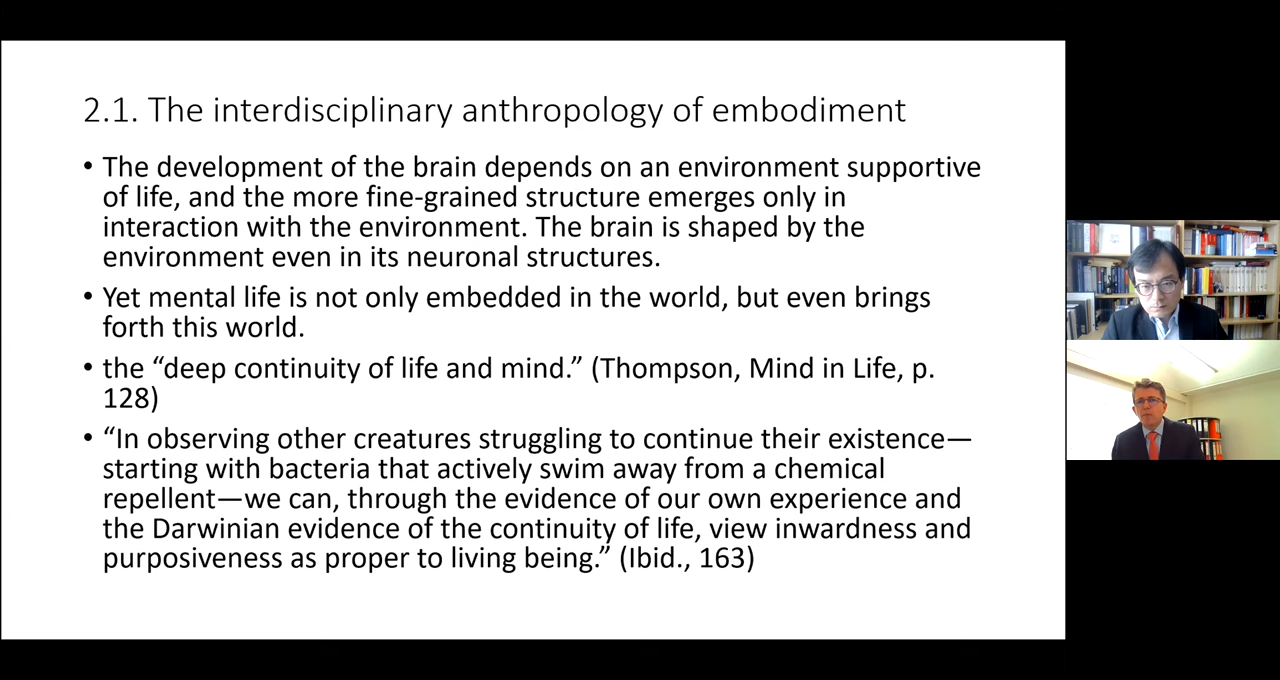 2.1. The interdisciplinary anthropology of embodiment
• The development of the brain depends on an environment supportive
of life, and the more fine-grained structure emerges only in
interaction with the environment. The brain is shaped by the
environment even in its neuronal structures.
• Yet mental life is not only embedded in the world, but even brings
forth this world.
• the “deep continuity of life and mind.” (Thompson, Mind in Life, p.
128)
• “In observing other creatures struggling to continue their existence—
starting with bacteria that actively swim away from a chemical
repellent—we can, through the evidence of our own experience and
the Darwinian evidence of the continuity of life, view inwardness and
purposiveness as proper to living being.” (Ibid., 163)